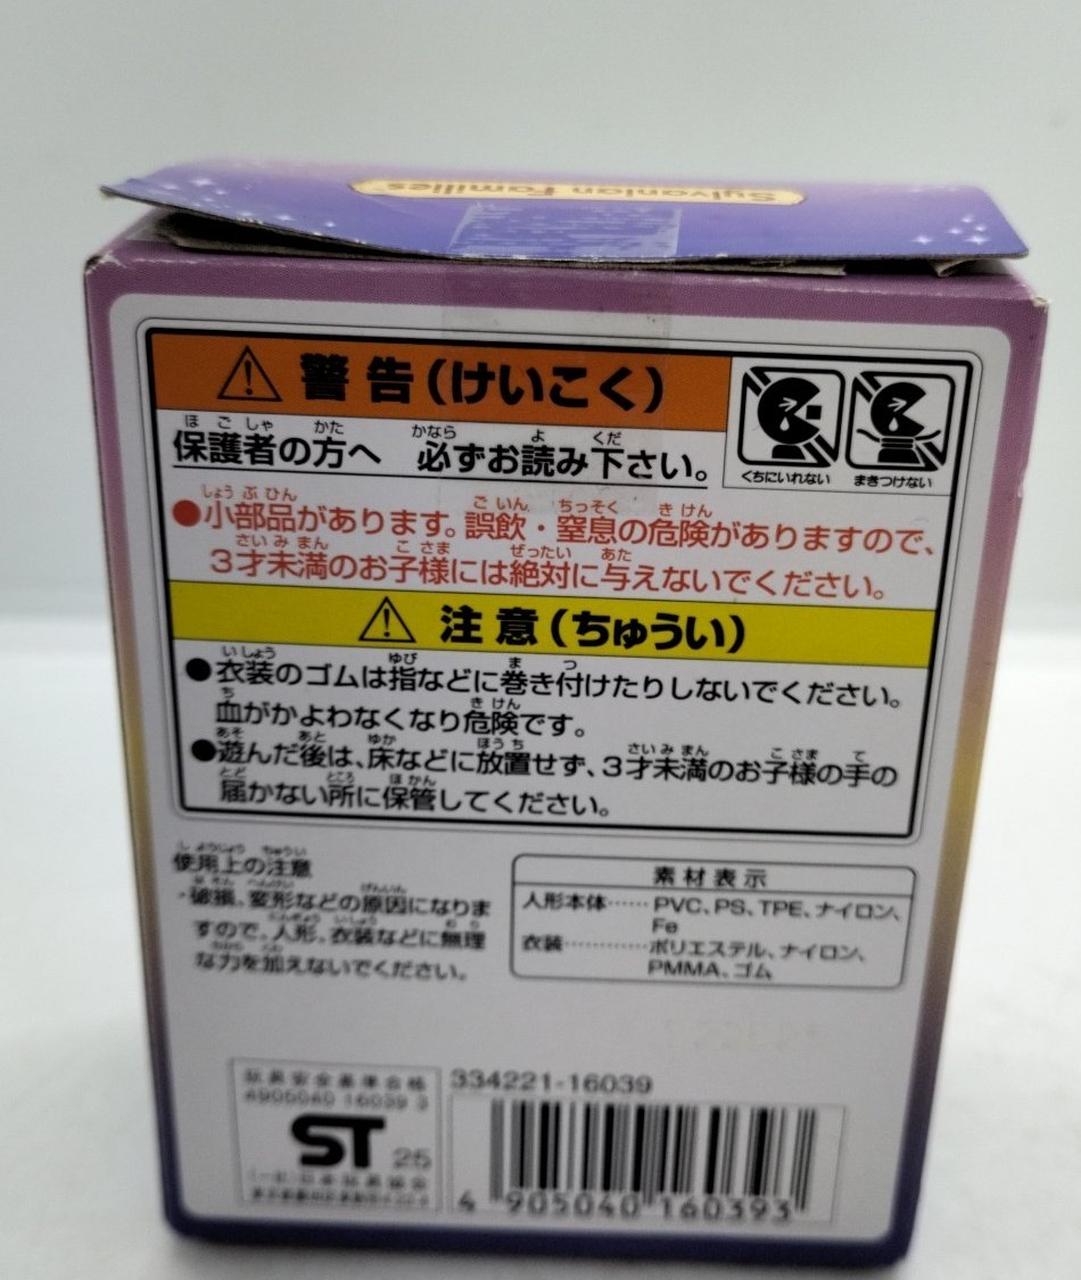 Sylvanian Families
警告(けいこく)
保護者の方へ 必ずお読み下さい。
くちにいれない まきつけない
●小部品があります。誤飲・窒息の危険がありますので、
3才未満のお子様には絶対に与えないでください。
注意(ちゅうい)
●衣装のゴムは指などに巻き付けたりしないでください。
血がかよわなくなり危険です。
●遊んだ後は、床などに放置せず、3才未満のお子様の手の
届かない所に保管してください。
使用上の注意
・破損、変形などの原因になりま
すので、人形、衣装などに無理
な力を加えないでください。
素材表示
人形本体……PVC、PS、TPE、ナイロン、
Fe
衣装…………ポリエステル、ナイロン、
PMMA、ゴム
玩具安全基準合格
4905040 16039 3
ST 25
(一社)日本玩具協会
334221-16039
4 905040 160393